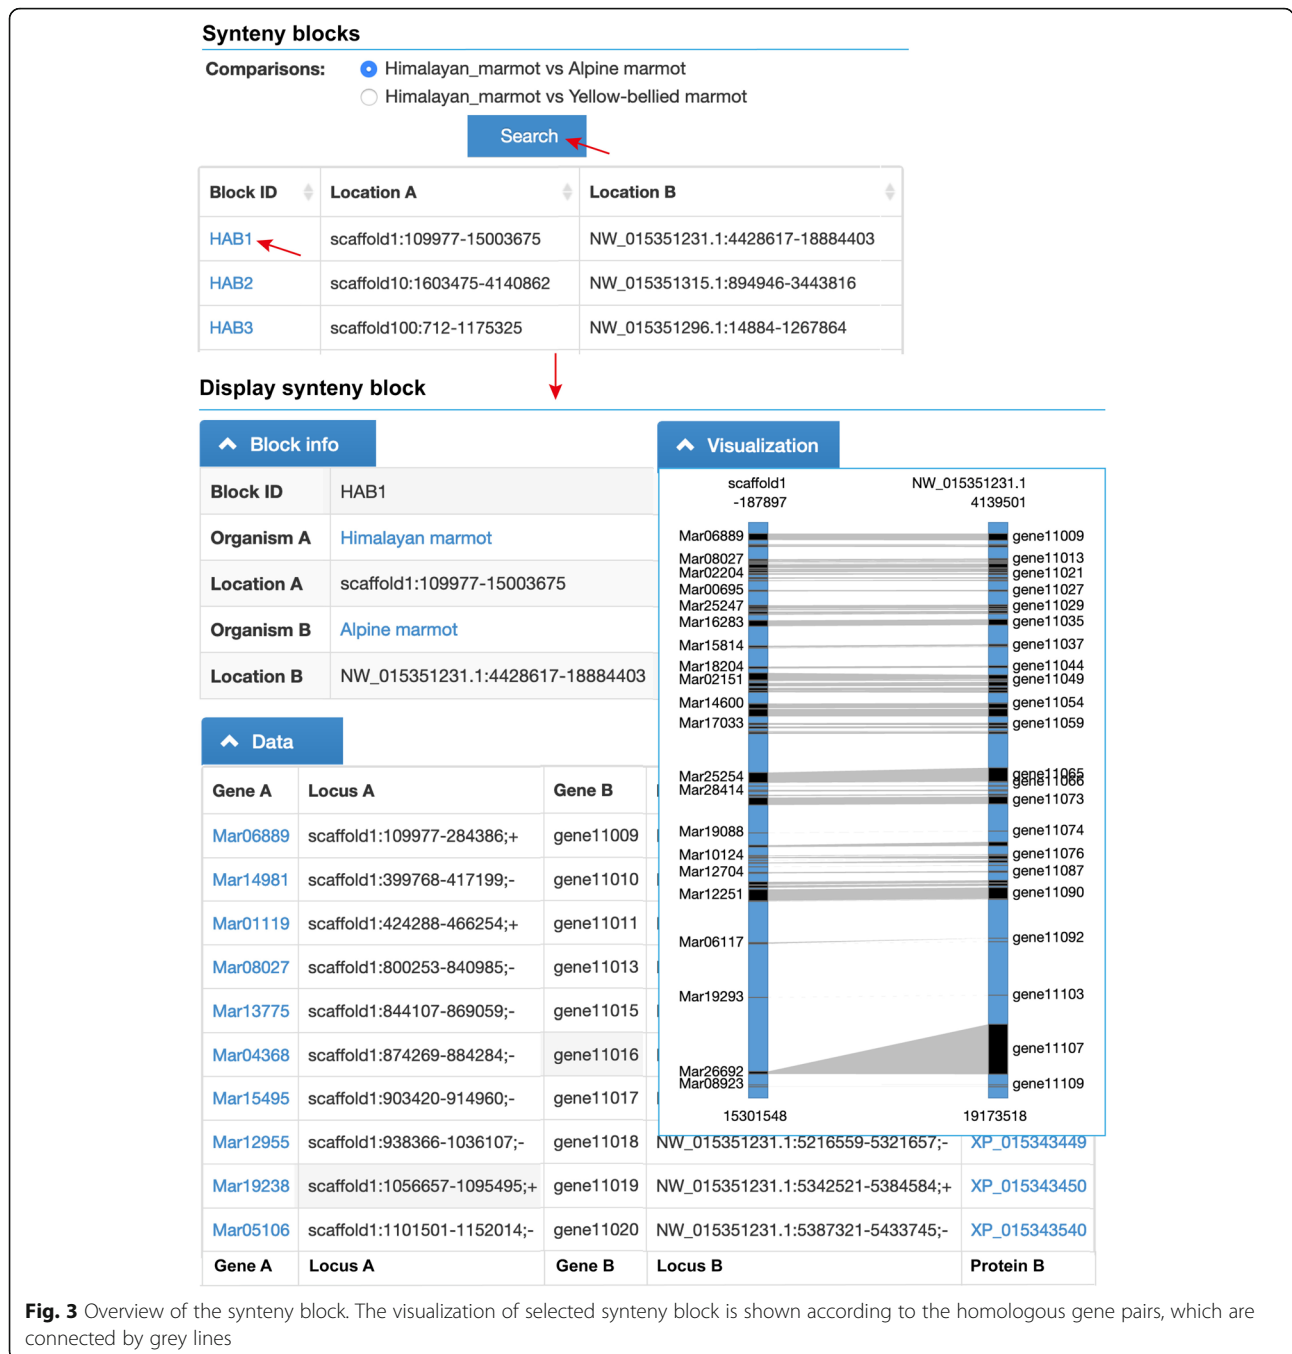 Synteny blocks
Comparisons:
Himalayan_marmot vs Alpine marmot
Himalayan_marmot vs Yellow-bellied marmot
Search
Block ID Location A Location B
HAB1 scaffold1:109977-15003675 NW_015351231.1:4428617-18884403
HAB2 scaffold10:1603475-4140862 NW_015351315.1:894946-3443816
HAB3 scaffold100:712-1175325 NW_015351296.1:14884-1267864
Display synteny block
Block info
Block ID HAB1
Organism A Himalayan marmot
Location A scaffold1:109977-15003675
Organism B Alpine marmot
Location B NW_015351231.1:4428617-18884403
Visualization
scaffold1 NW_015351231.1
-187897 4139501
Mar06889 gene11009
Mar08027 gene11013
Mar02204 gene11021
Mar00695 gene11027
Mar25247 gene11029
Mar16283 gene11035
Mar15814 gene11037
Mar18204 gene11044
Mar02151 gene11049
Mar14600 gene11054
Mar17033 gene11059
Mar25254 gene11065
Mar28414 gene11066
gene11073
Mar19088 gene11074
Mar10124 gene11076
Mar12704 gene11087
Mar12251 gene11090
Mar06117 gene11092
Mar19293 gene11103
gene11107
Mar26692
Mar08923 gene11109
15301548 19173518
Data
Gene A Locus A Gene B
Mar06889 scaffold1:109977-284386;+ gene11009
Mar14981 scaffold1:399768-417199;- gene11010
Mar01119 scaffold1:424288-466254;+ gene11011
Mar08027 scaffold1:800253-840985;- gene11013
Mar13775 scaffold1:844107-869059;- gene11015
Mar04368 scaffold1:874269-884284;- gene11016
Mar15495 scaffold1:903420-914960;- gene11017
Mar12955 scaffold1:938366-1036107;- gene11018 NW_015351231.1:5216559-5321657;- XP_015343449
Mar19238 scaffold1:1056657-1095495;+ gene11019 NW_015351231.1:5342521-5384584;+ XP_015343450
Mar05106 scaffold1:1101501-1152014;- gene11020 NW_015351231.1:5387321-5433745;- XP_015343540
Gene A Locus A Gene B Locus B Protein B
Fig. 3 Overview of the synteny block. The visualization of selected synteny block is shown according to the homologous gene pairs, which are
connected by grey lines